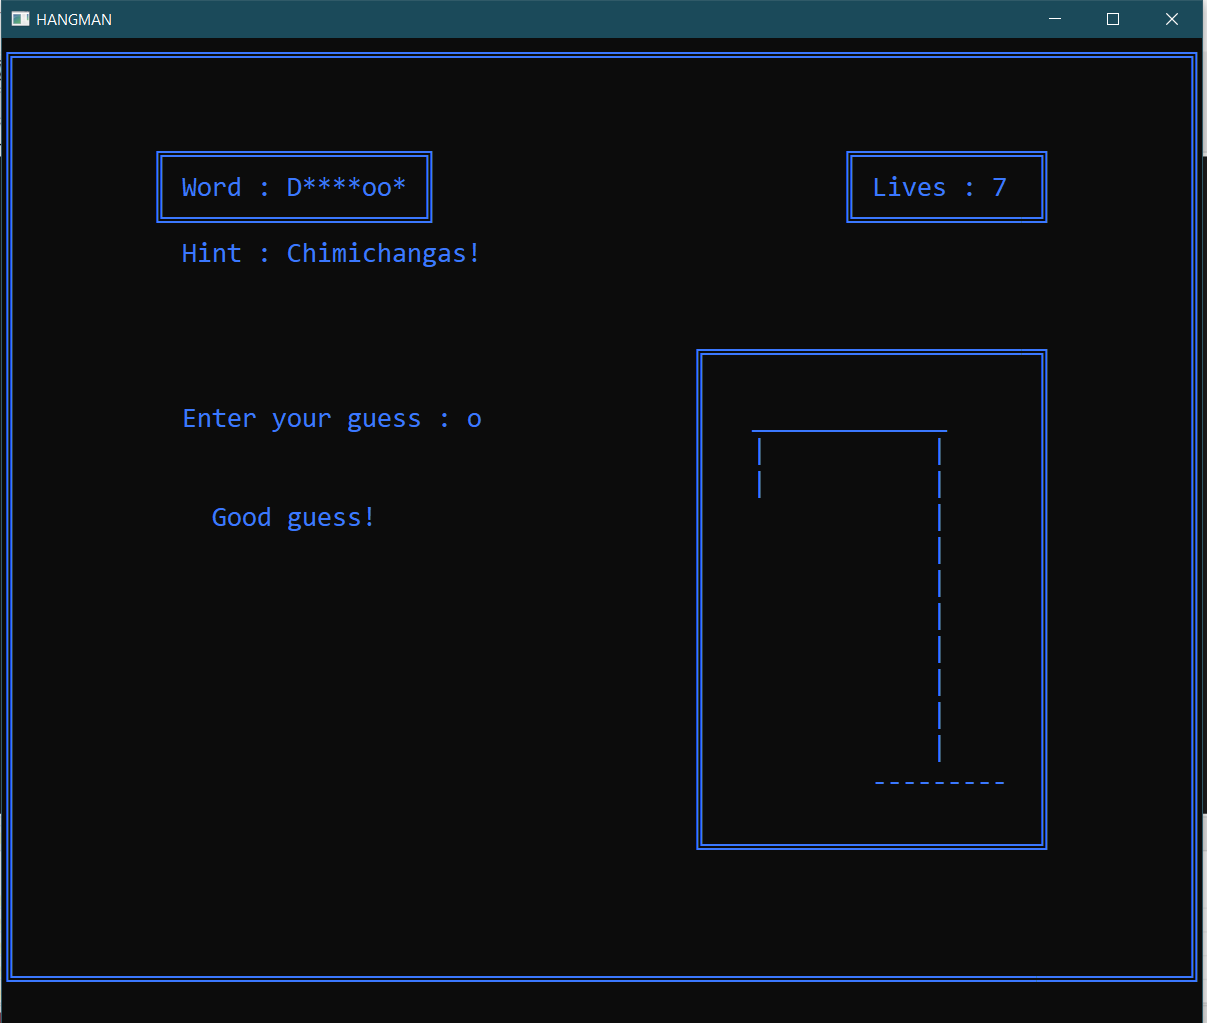 HANGMAN
Word : D****oo*
Lives : 7
Hint : Chimichangas!
Enter your guess : o
Good guess!